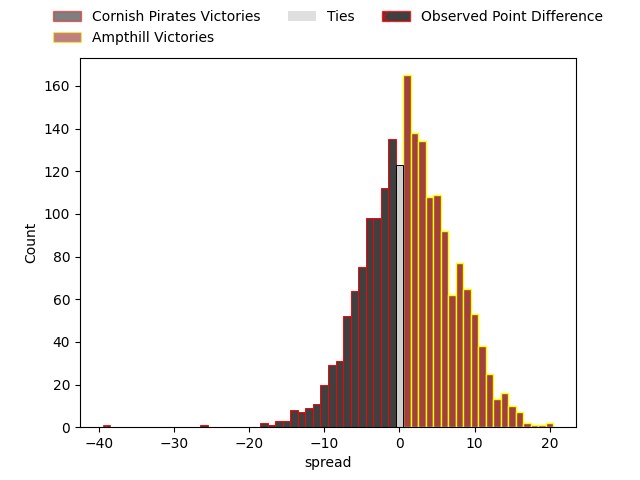 Cornish Pirates Victories
Ties
Observed Point Difference
Ampthill Victories
160
140
120
100
80
60
40
20
0
Count
−40
−30
−20
−10
0
10
20
spread